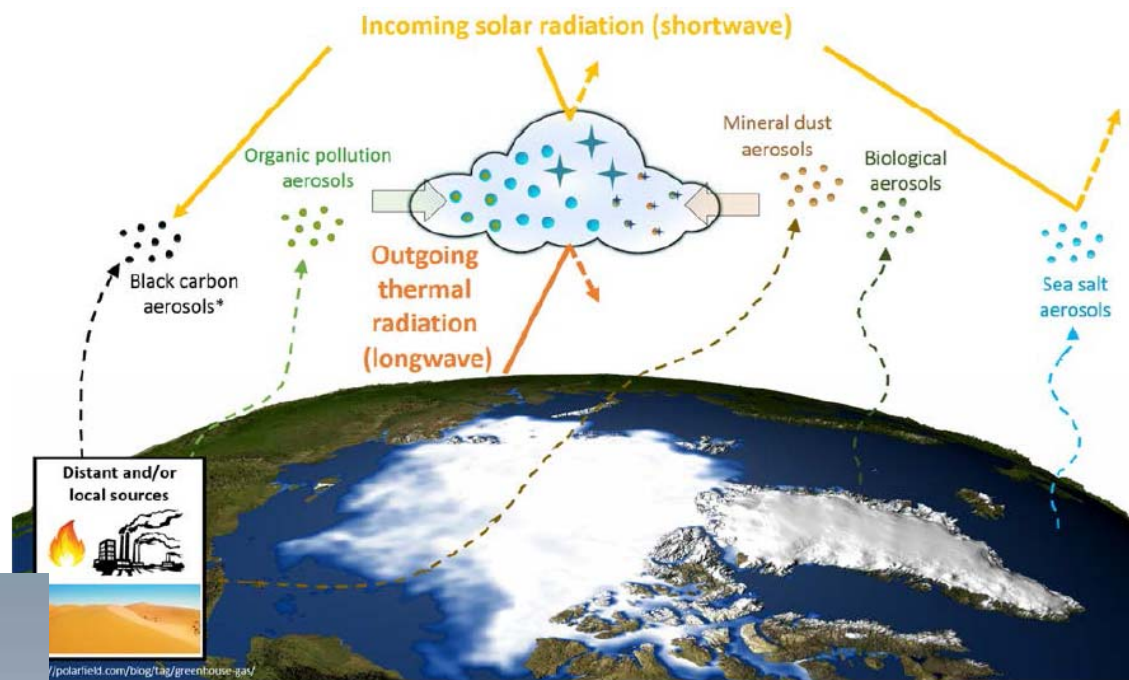 Incoming solar radiation (shortwave)
Organic pollution
aerosols
Mineral dust
aerosols
Biological
aerosols
Black carbon
aerosols*
Outgoing
thermal
radiation
(longwave)
Sea salt
aerosols
Distant and/or
local sources
//polarfield.com/blog/tag/greenhouse-gas/